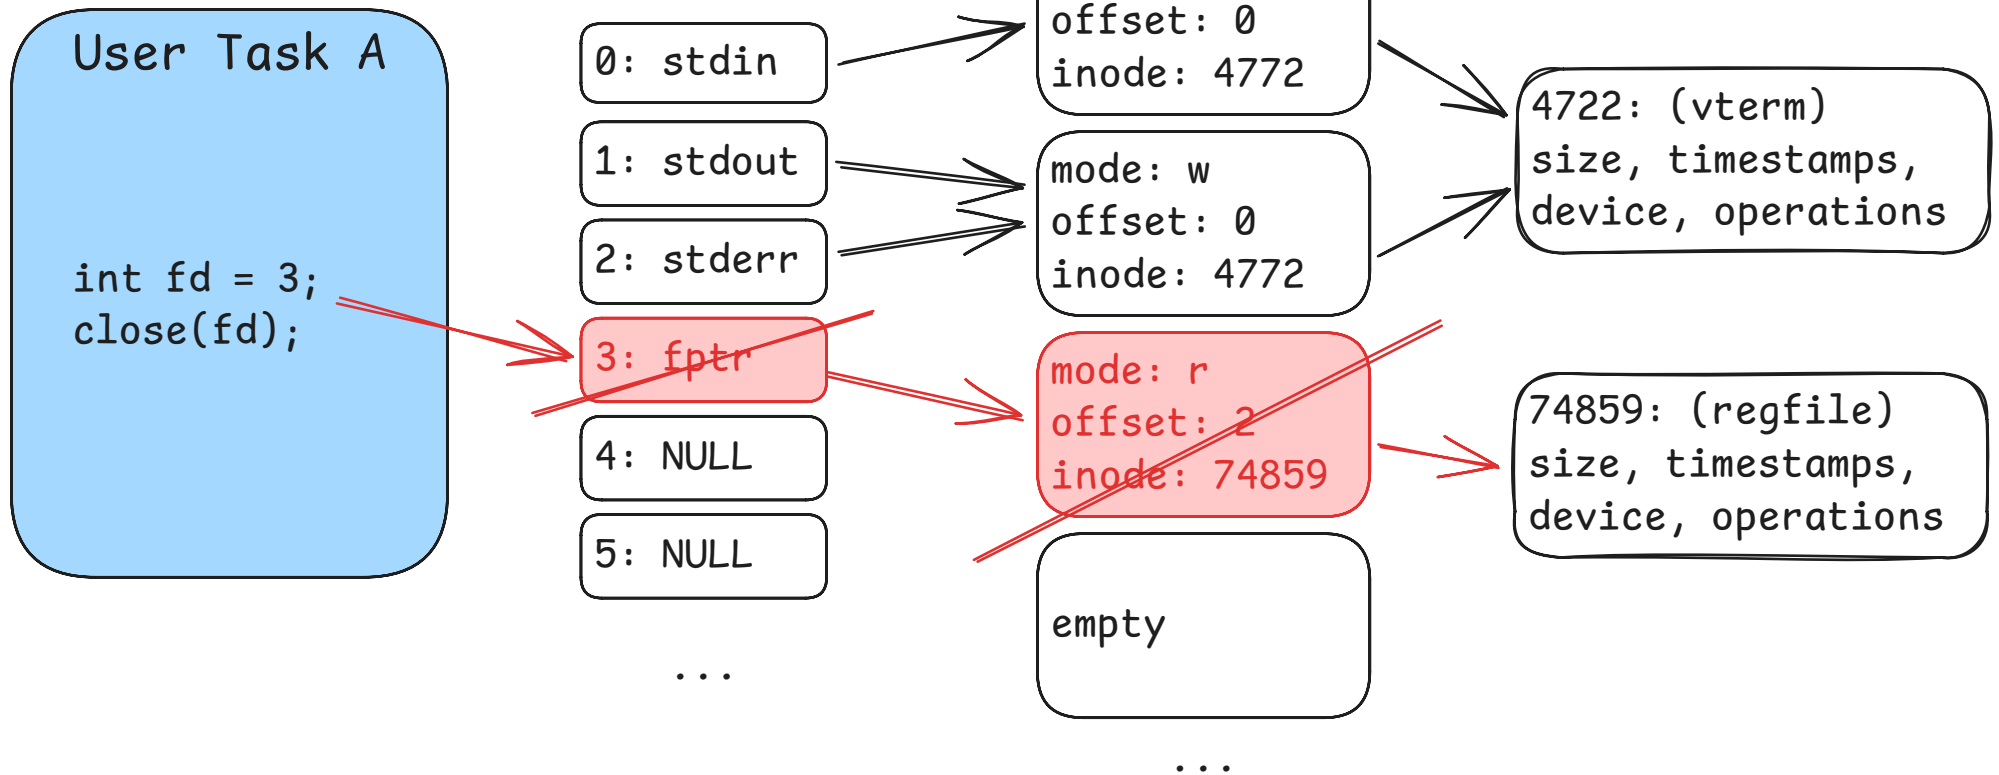 User Task A
int fd = 3;
close(fd);
0: stdin
1: stdout
2: stderr
3: fptr
4: NULL
5: NULL
...
offset: 0
inode: 4772
mode: w
offset: 0
inode: 4772
mode: r
offset: 2
inode: 74859
empty
...
4722: (vterm)
size, timestamps,
device, operations
74859: (regfile)
size, timestamps,
device, operations